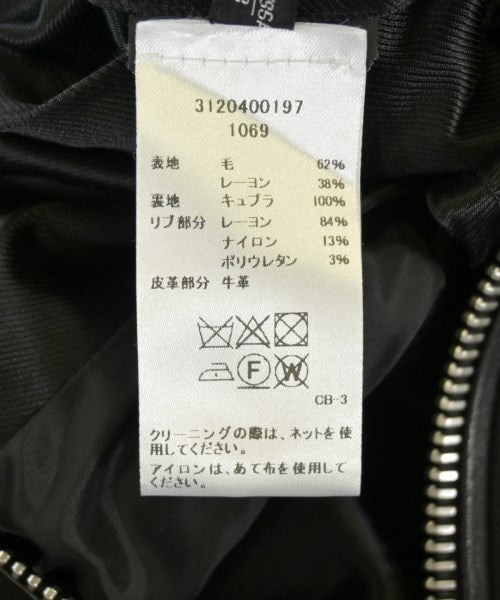 3120400197
1069
表地 毛 62%
レーヨン 38%
裏地 キュプラ 100%
リブ部分 レーヨン 84%
ナイロン 13%
ポリウレタン 3%
皮革部分 牛革
F W
CB-3
クリーニングの際は、ネットを使
用してください。
アイロンは、あて布を使用して
ください。